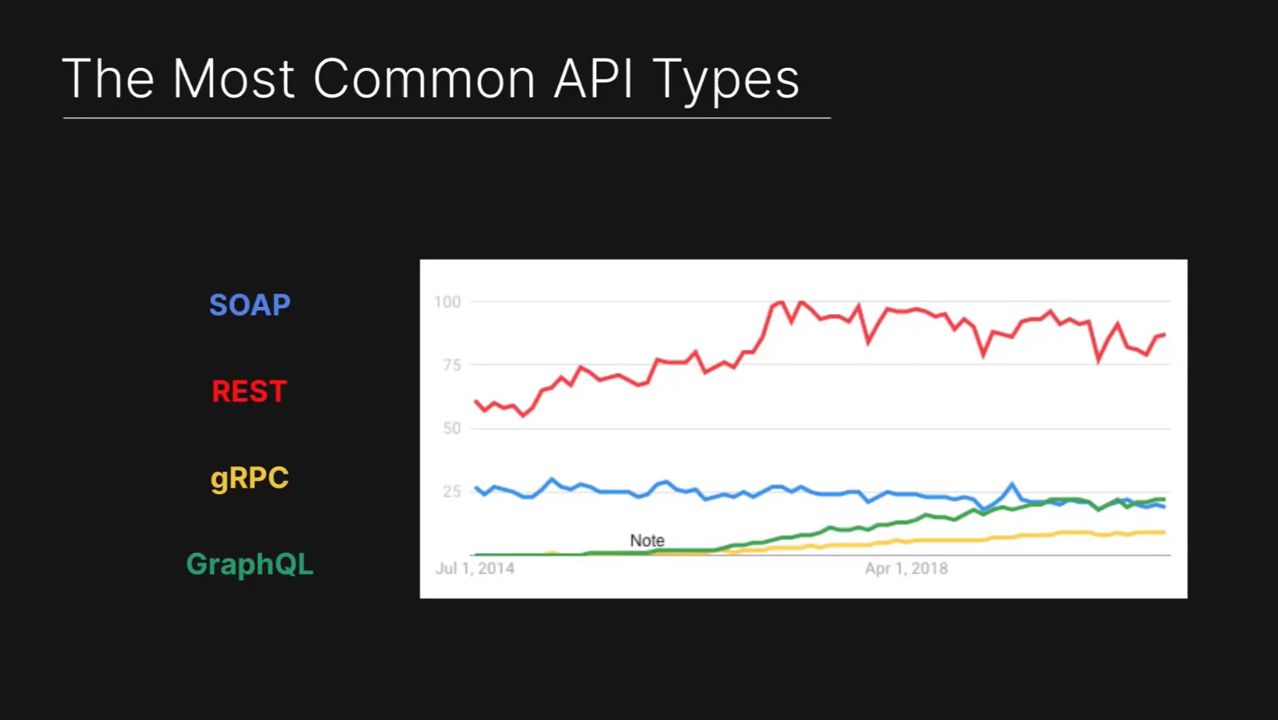 The Most Common API Types
SOAP
REST
gRPC
GraphQL
100
75
50
25
Note
Jul 1, 2014
Apr 1, 2018